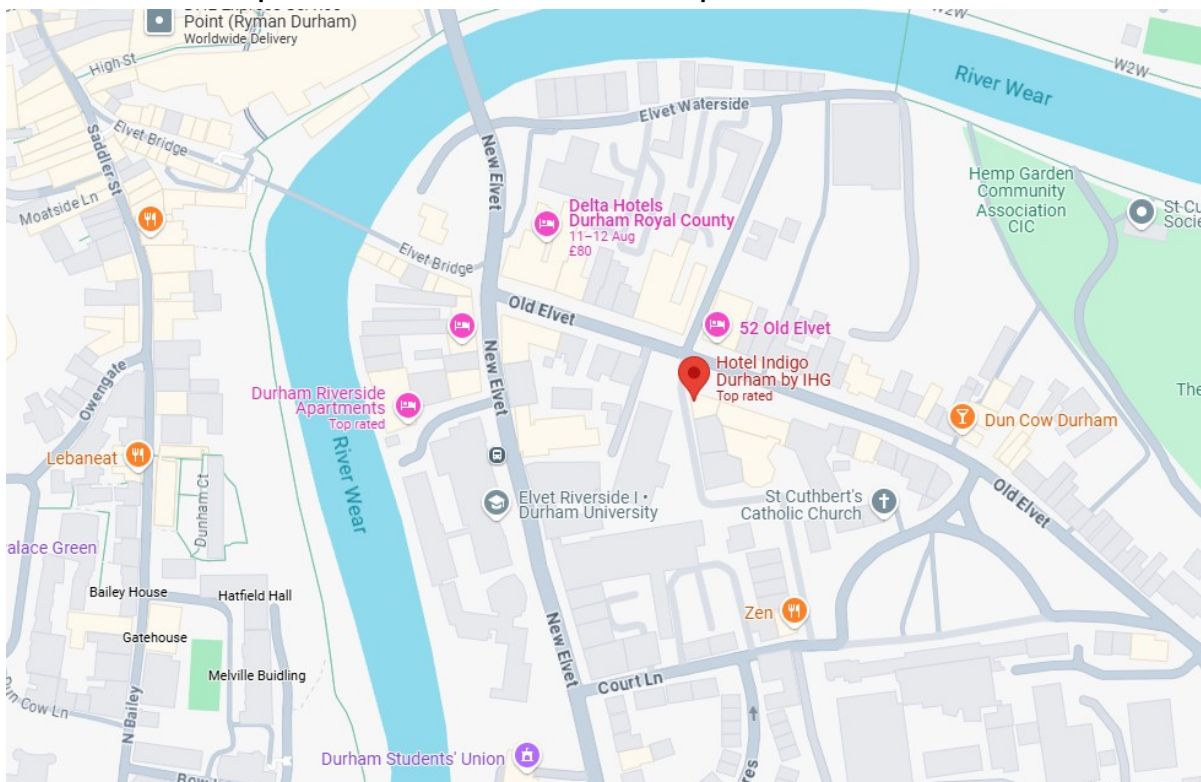 Point (Ryman Durham)
Worldwide Delivery
High St
W2W
W2W
River Wear
Elvet Waterside
New Elvet
Elvet Bridge
Saddler St
Moatside Ln
Hemp Garden
Community
Association
CIC
Delta Hotels
Durham Royal County
11–12 Aug
£80
Elvet Bridge
Old Elvet
52 Old Elvet
Hotel Indigo
Durham by IHG
Top rated
New Elvet
Owengate
Durham Riverside
Apartments
Top rated
Dun Cow Durham
Lebaneat
River Wear
Elvet Riverside I •
Durham University
St Cuthbert's
Catholic Church
Old Elvet
Dunham Ct
alace Green
Bailey House
Hatfield Hall
Zen
Gatehouse
New Elvet
Melville Buidling
Court Ln
N Bailey
Durham Students' Union